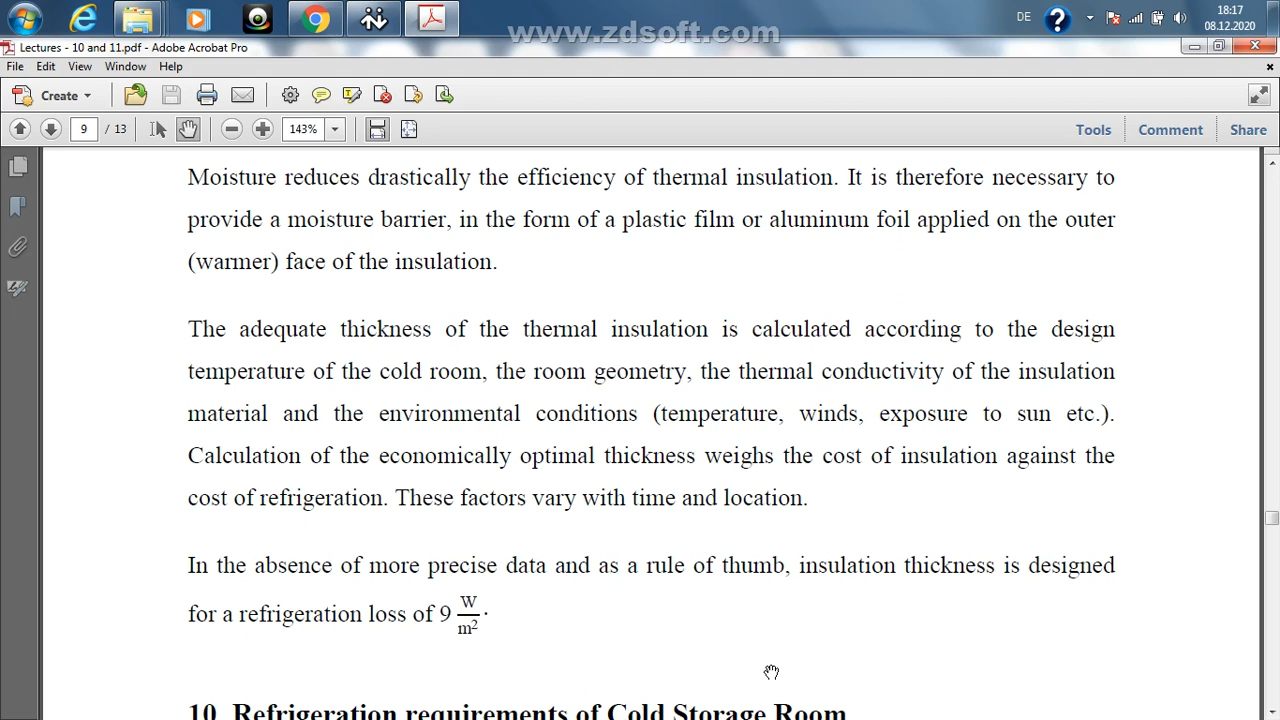 www.zdsoft.com
DE
18:17
08.12.2020
Lectures - 10 and 11.pdf - Adobe Acrobat Pro
File Edit View Window Help
Create
9 / 13
143%
Tools Comment Share
Moisture reduces drastically the efficiency of thermal insulation. It is therefore necessary to
provide a moisture barrier, in the form of a plastic film or aluminum foil applied on the outer
(warmer) face of the insulation.
The adequate thickness of the thermal insulation is calculated according to the design
temperature of the cold room, the room geometry, the thermal conductivity of the insulation
material and the environmental conditions (temperature, winds, exposure to sun etc.).
Calculation of the economically optimal thickness weighs the cost of insulation against the
cost of refrigeration. These factors vary with time and location.
In the absence of more precise data and as a rule of thumb, insulation thickness is designed
for a refrigeration loss of 9 W/m².
10. Refrigeration requirements of Cold Storage Room